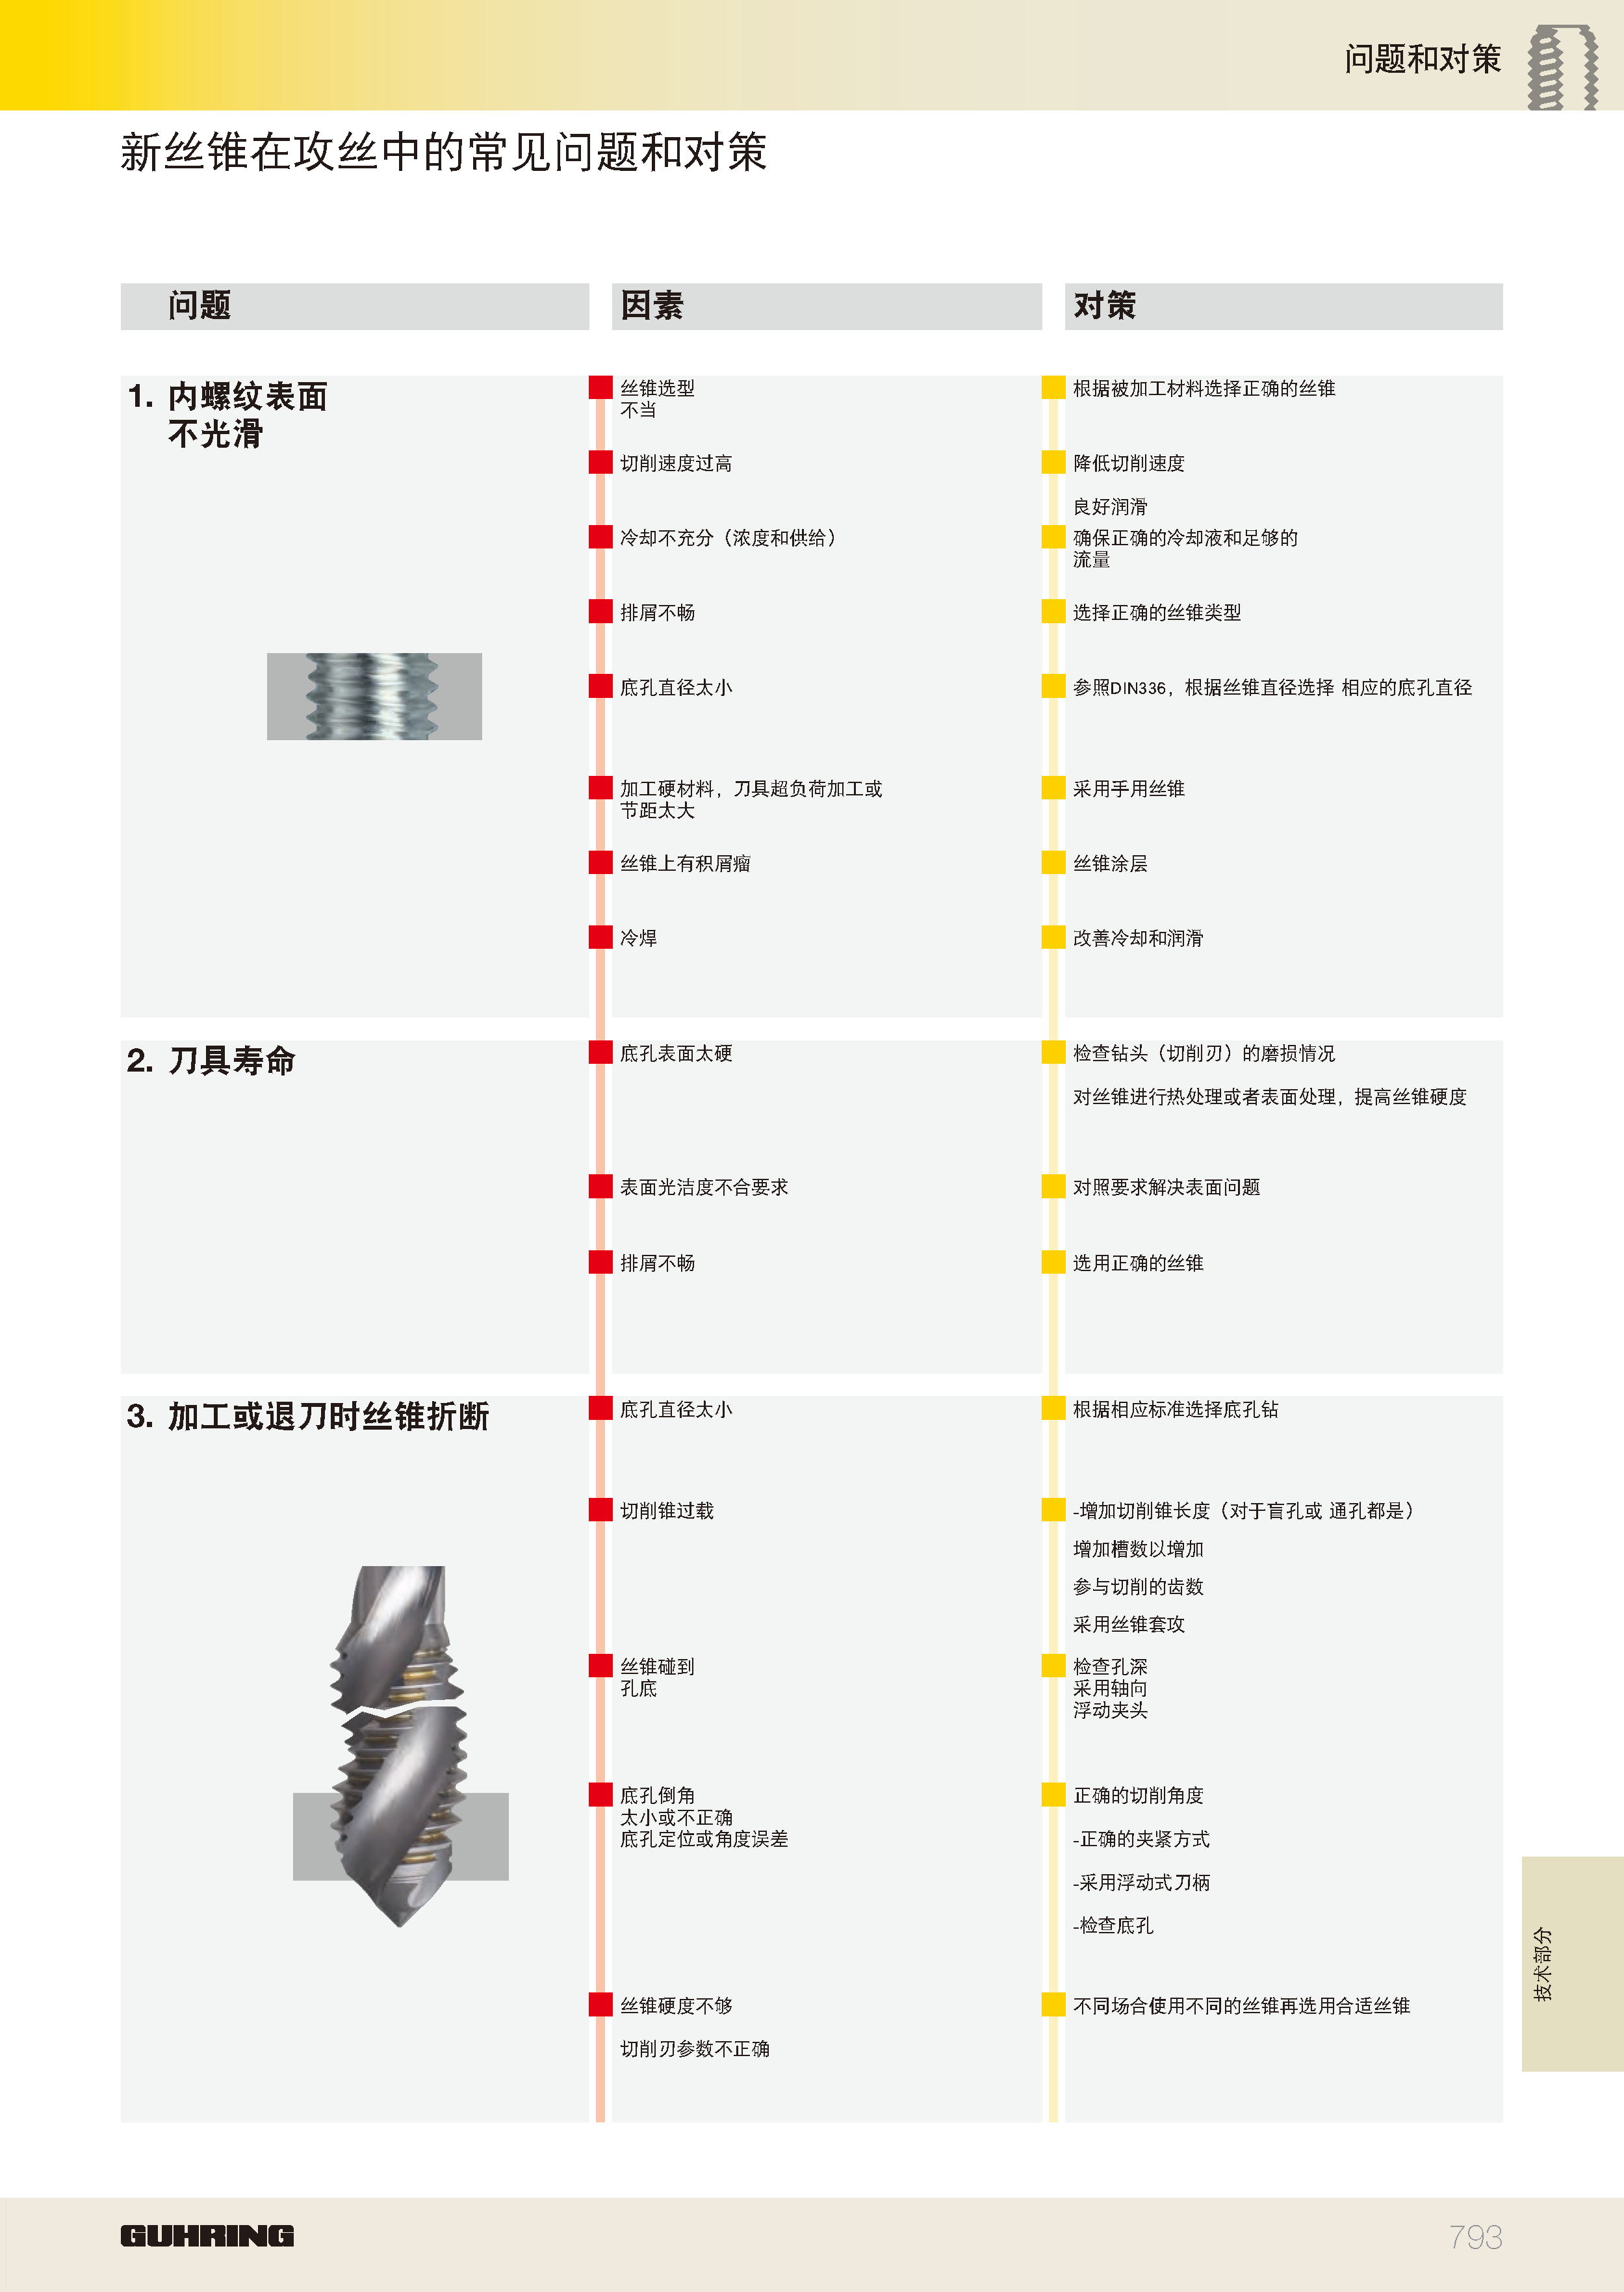 问题和对策
新丝锥在攻丝中的常见问题和对策
问题
因素
对策
1. 内螺纹表面
不光滑
丝锥选型
不当
根据被加工材料选择正确的丝锥
切削速度过高
降低切削速度
良好润滑
冷却不充分（浓度和供给）
确保正确的冷却液和足够的
流量
排屑不畅
选择正确的丝锥类型
底孔直径太小
参照DIN336，根据丝锥直径选择 相应的底孔直径
加工硬材料，刀具超负荷加工或
节距太大
采用手用丝锥
丝锥上有积屑瘤
丝锥涂层
冷焊
改善冷却和润滑
2. 刀具寿命
底孔表面太硬
检查钻头（切削刃）的磨损情况
对丝锥进行热处理或者表面处理，提高丝锥硬度
表面光洁度不合要求
对照要求解决表面问题
排屑不畅
选用正确的丝锥
3. 加工或退刀时丝锥折断
底孔直径太小
根据相应标准选择底孔钻
切削锥过载
-增加切削锥长度（对于盲孔或 通孔都是）
增加槽数以增加
参与切削的齿数
采用丝锥套攻
丝锥碰到
孔底
检查孔深
采用轴向
浮动夹头
底孔倒角
太小或不正确
底孔定位或角度误差
正确的切削角度
-正确的夹紧方式
-采用浮动式刀柄
-检查底孔
丝锥硬度不够
切削刃参数不正确
不同场合使用不同的丝锥再选用合适丝锥
技术部分
GUHRING
793